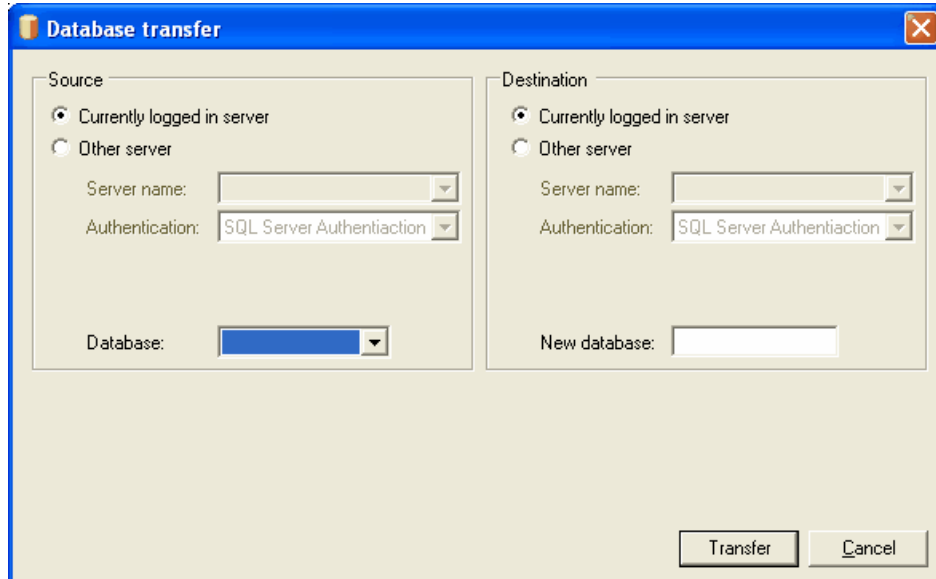 Database transfer
Source
Currently logged in server
Other server
Server name:
Authentication: SQL Server Authentiaction
Database:
Destination
Currently logged in server
Other server
Server name:
Authentication: SQL Server Authentiaction
New database:
Transfer
Cancel